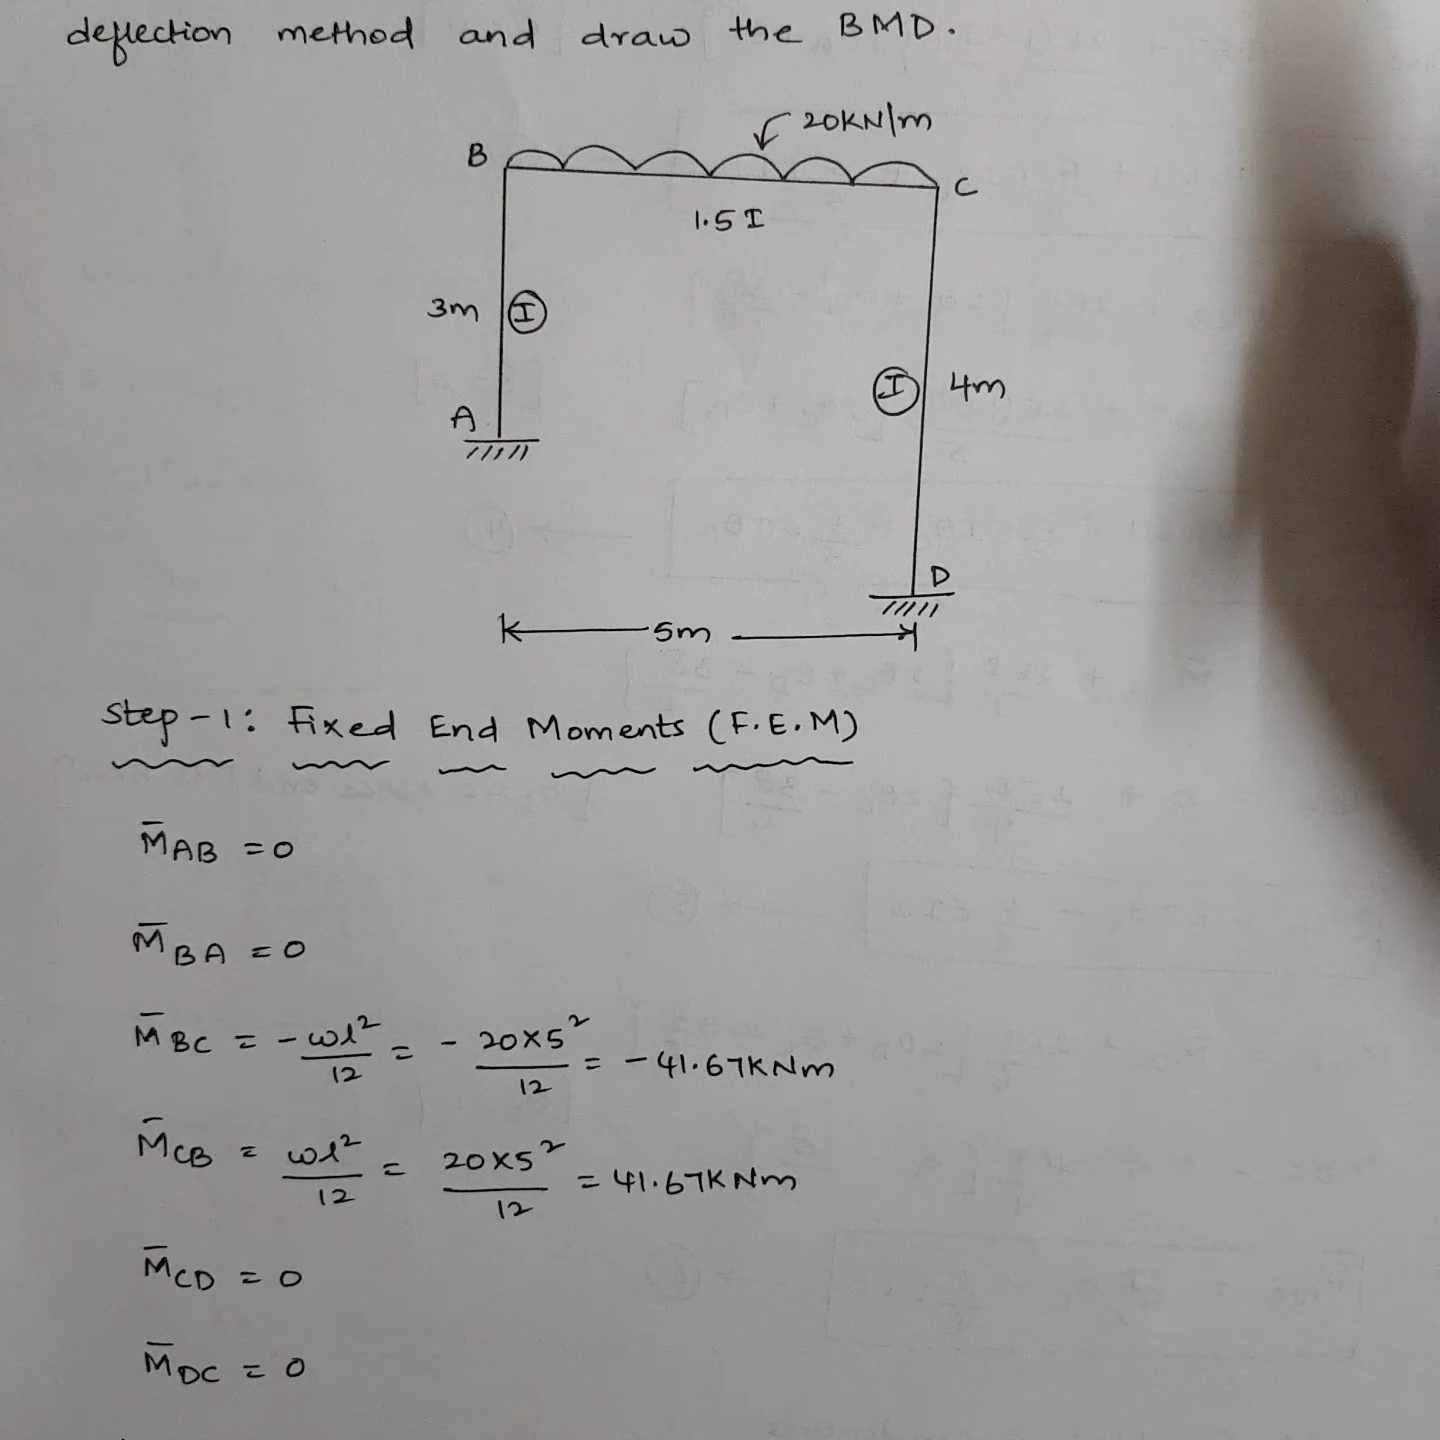 deflection method and draw the BMD.
20KN/m
B
C
1.5 I
3m
I
I
4m
A
D
5m
Step-1: Fixed End Moments (F.E.M)
M̄AB = 0
M̄BA = 0
M̄BC = -wl²/12 = - 20×5²/12 = -41.67KNm
M̄CB = wl²/12 = 20×5²/12 = 41.67KNm
M̄CD = 0
M̄DC = 0